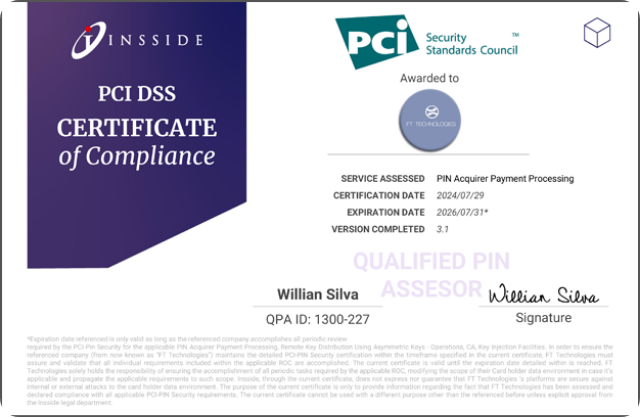 INSSIDE
PCI DSS
CERTIFICATE
of Compliance
PCi Security
Standards Council
TM
Awarded to
FT TECHNOLOGIES
SERVICE ASSESSED PIN Acquirer Payment Processing
CERTIFICATION DATE 2024/07/29
EXPIRATION DATE 2026/07/31*
VERSION COMPLETED 3.1
QUALIFIED PIN
ASSESOR
Willian Silva
Willian Silva
QPA ID: 1300-227
Signature
*Expiration date referenced is only valid as long as the referenced company accomplishes all periodic review
required by the PCI Pin Security for the applicable PIN Acquirer Payment Processing, Remote Key Distribution Using Asymetric Keys - Operations, CA, Key Injection Facilities. In order to ensure the
referenced company (from now known as "FT Technologies") maintains the detailed PCI-PIN Security certification within the timeframe specified in the current certificate, FT Technologies must
assure and validate that all individual requirements included within the applicable ROC are accomplished. The current certificate is valid until the expiration date detailed within is reached. FT
Technologies solely holds the responsibility of ensuring the accomplishment of all periodic tasks required by the applicable ROC, modifying the scope of their Card holder data environment in case-it's
applicable and propagate the applicable requirements to such scope. Insside, through the current certificate, does not express nor guarantee that FT Technologies 's platforms are secure against
internal or external attacks to the card holder data environment. The purpose of the current certificate is only to provide information regarding the fact that FT Technologies has been assessed and
declared compliance with all applicable PCI-PIN Security requirements. The current certificate cannot be used with a different purpose other than the referenced before unless explicit approval from
the Insside legal department.